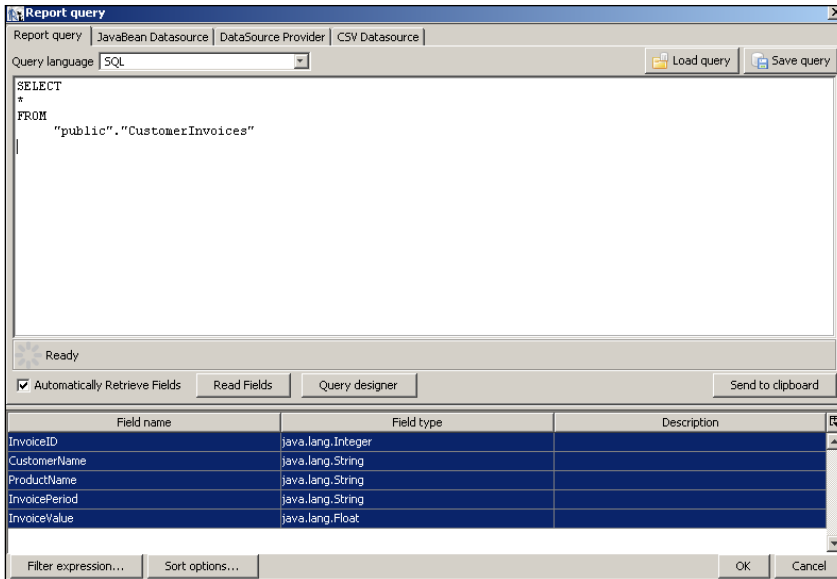 Report query
Report query JavaBean Datasource DataSource Provider CSV Datasource
Query language SQL Load query Save query
SELECT
*
FROM
"public"."CustomerInvoices"
Ready
Automatically Retrieve Fields Read Fields Query designer Send to clipboard
Field name Field type Description
InvoiceID java.lang.Integer
CustomerName java.lang.String
ProductName java.lang.String
InvoicePeriod java.lang.String
InvoiceValue java.lang.Float
Filter expression... Sort options... OK Cancel